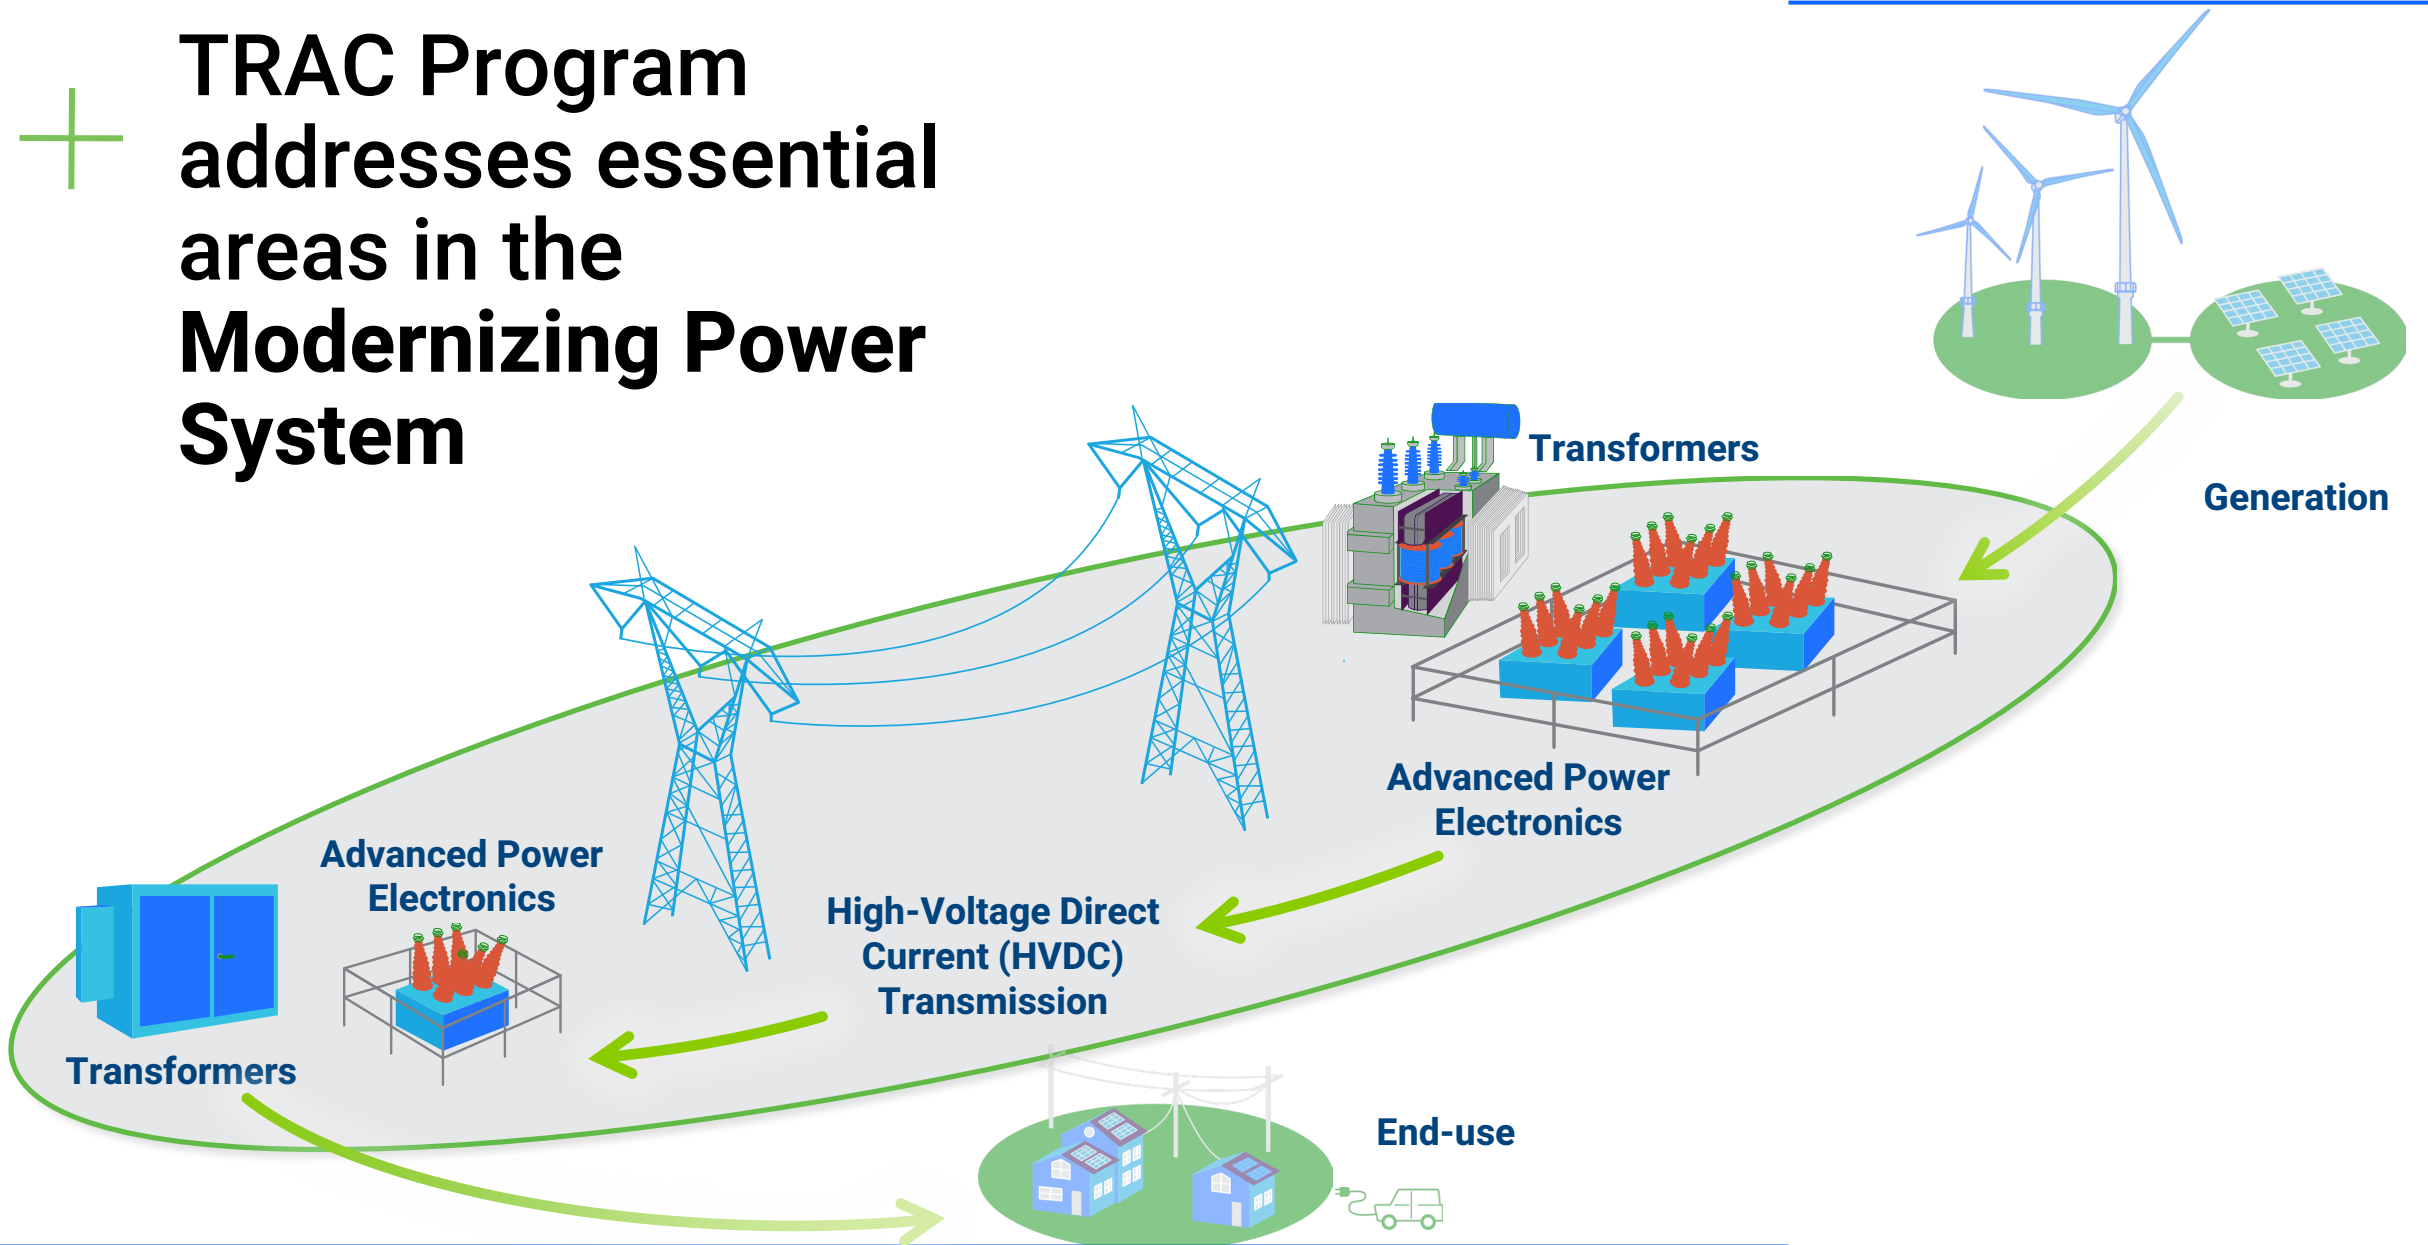 TRAC Program
addresses essential
areas in the
Modernizing Power
System
Transformers
Generation
Advanced Power
Electronics
High-Voltage Direct
Current (HVDC)
Transmission
Advanced Power
Electronics
Transformers
End-use